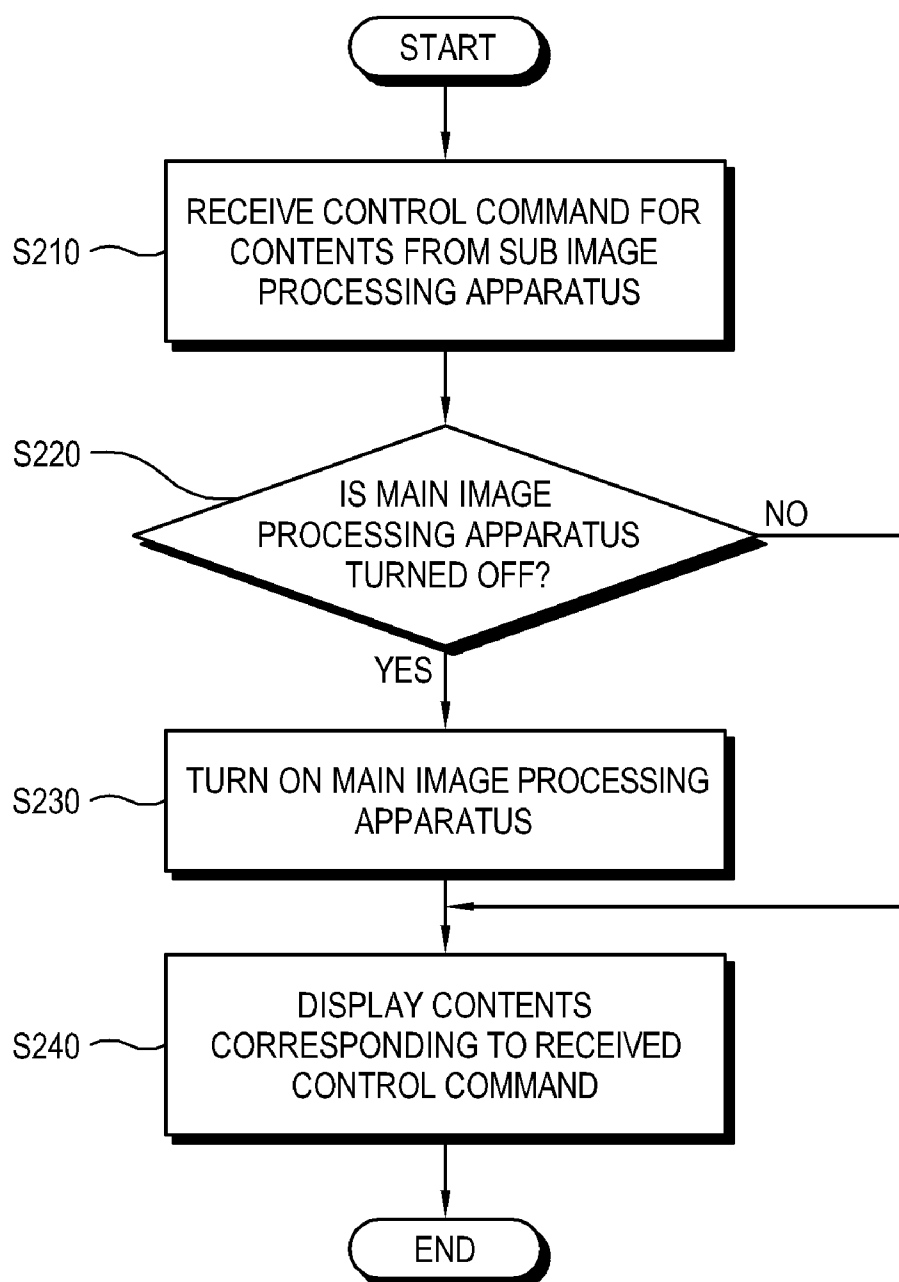 START
S210
RECEIVE CONTROL COMMAND FOR
CONTENTS FROM SUB IMAGE
PROCESSING APPARATUS
S220
IS MAIN IMAGE
PROCESSING APPARATUS
TURNED OFF?
NO
YES
S230
TURN ON MAIN IMAGE PROCESSING
APPARATUS
S240
DISPLAY CONTENTS
CORRESPONDING TO RECEIVED
CONTROL COMMAND
END